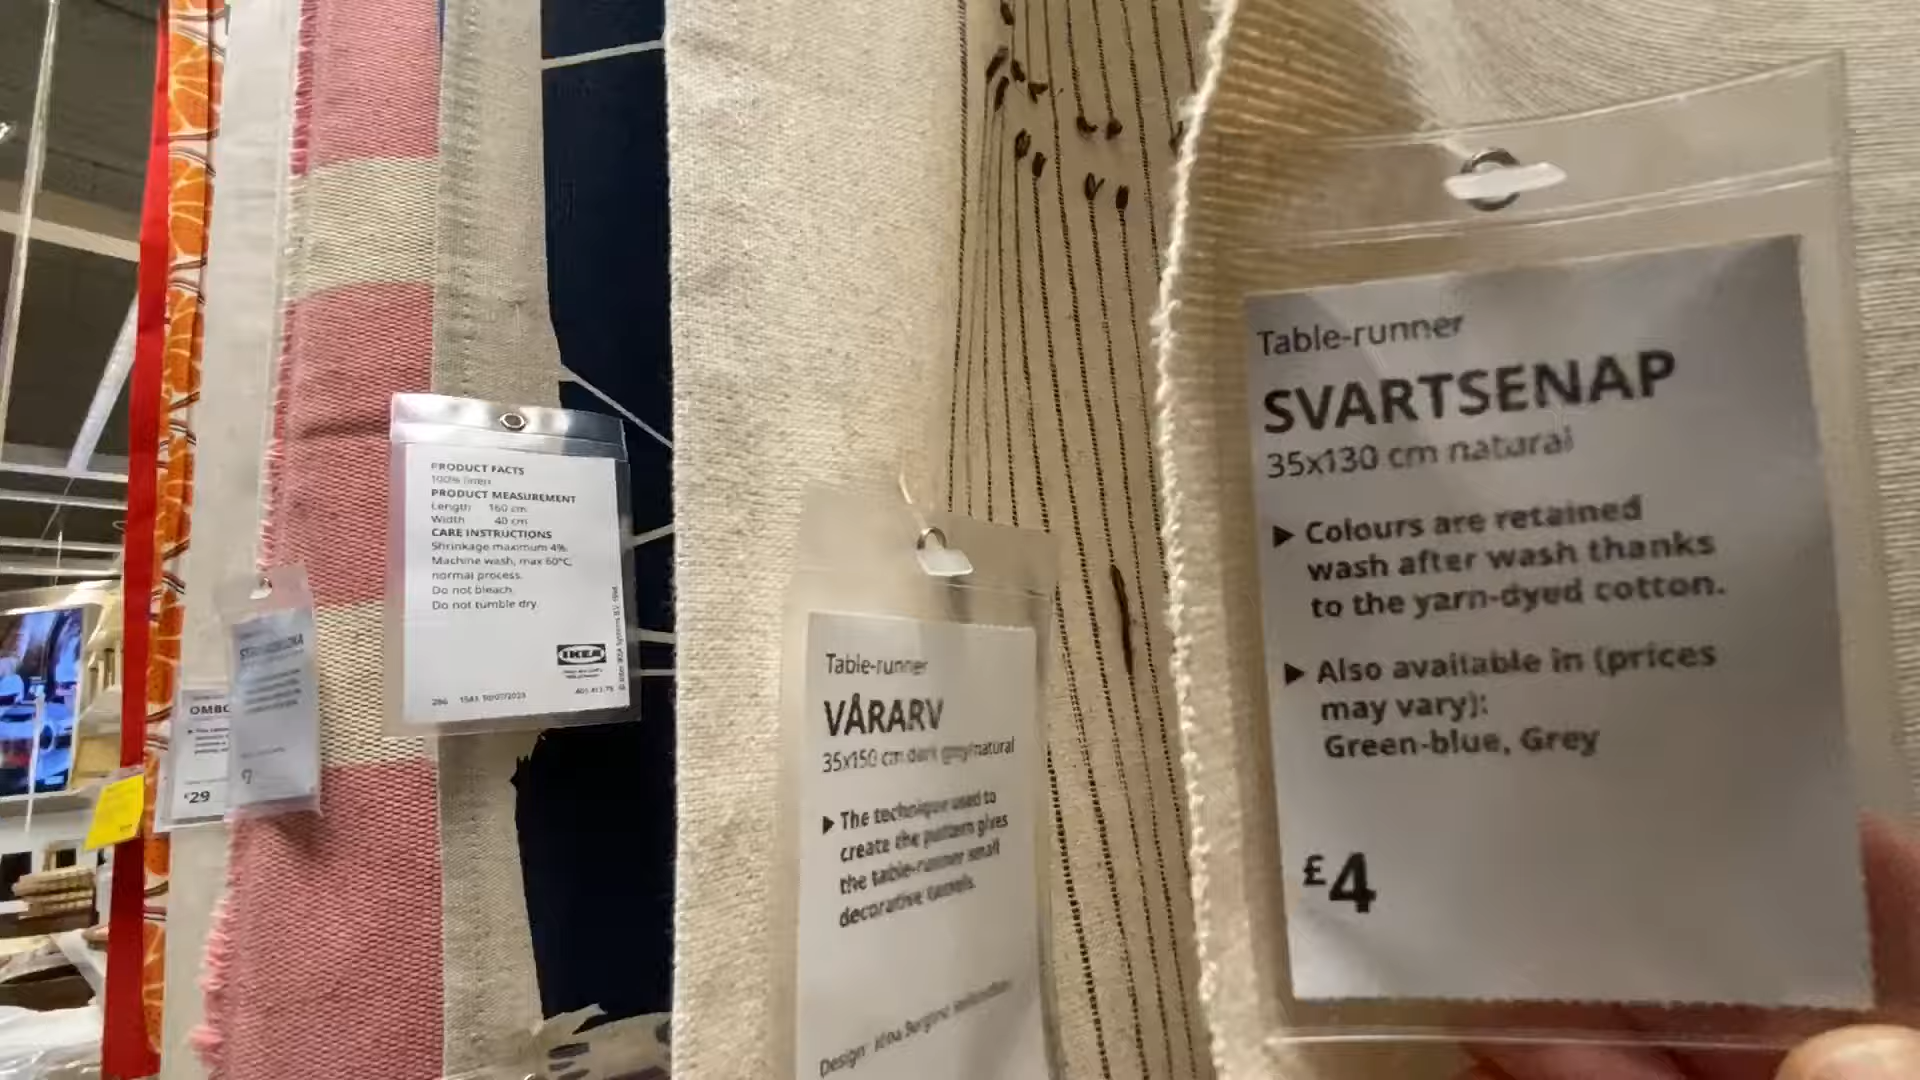 PRODUCT FACTS
100% linen
PRODUCT MEASUREMENT
Length 160 cm
Width 40 cm
CARE INSTRUCTIONS
Shrinkage maximum 4%.
Machine wash, max 60°C,
normal process.
Do not bleach.
Do not tumble dry.
IKEA
OMBO
£29
Table-runner
VÅRARV
35x150 cm dark grey/natural
▶ The technique used to
create the pattern gives
the table-runner small
decorative tassels.
Design:
Table-runner
SVARTSENAP
35x130 cm natural
▶ Colours are retained
wash after wash thanks
to the yarn-dyed cotton.
▶ Also available in (prices
may vary):
Green-blue, Grey
£4